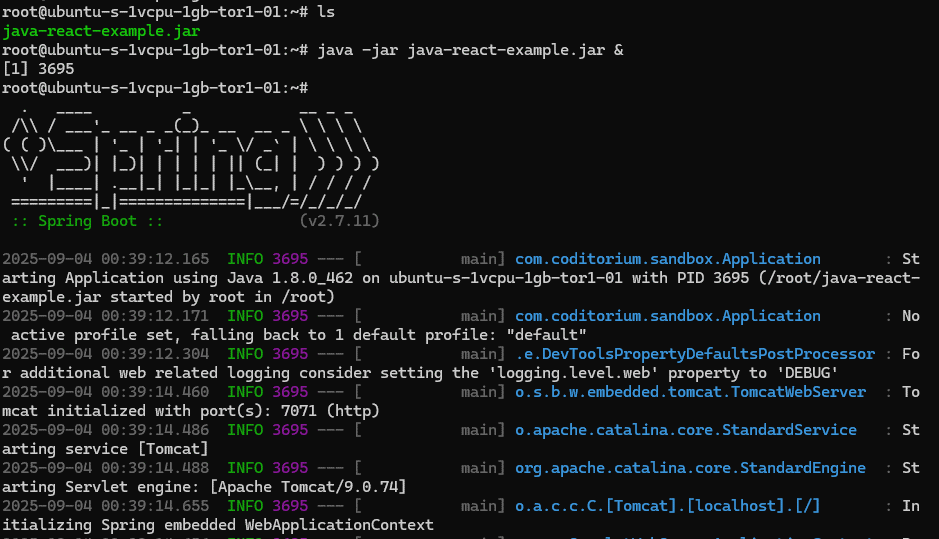 root@ubuntu-s-1vcpu-1gb-tor1-01:~# ls
java-react-example.jar
root@ubuntu-s-1vcpu-1gb-tor1-01:~# java -jar java-react-example.jar &
[1] 3695
root@ubuntu-s-1vcpu-1gb-tor1-01:~#
  .   ____          _            __ _ _
 /\\ / ___'_ __ _ _(_)_ __  __ _ \ \ \ \
( ( )\___ | '_ | '_| | '_ \/ _` | \ \ \ \
 \\/  ___)| |_)| | | | | || (_| |  ) ) ) )
  '  |____| .__|_| |_|_| |_\__, | / / / /
 =========|_|==============|___/=/_/_/_/
 :: Spring Boot ::               (v2.7.11)
2025-09-04 00:39:12.165  INFO 3695 --- [           main] com.coditorium.sandbox.Application       : St
arting Application using Java 1.8.0_462 on ubuntu-s-1vcpu-1gb-tor1-01 with PID 3695 (/root/java-react-
example.jar started by root in /root)
2025-09-04 00:39:12.171  INFO 3695 --- [           main] com.coditorium.sandbox.Application       : No
 active profile set, falling back to 1 default profile: "default"
2025-09-04 00:39:12.304  INFO 3695 --- [           main] .e.DevToolsPropertyDefaultsPostProcessor : Fo
r additional web related logging consider setting the 'logging.level.web' property to 'DEBUG'
2025-09-04 00:39:14.460  INFO 3695 --- [           main] o.s.b.w.embedded.tomcat.TomcatWebServer  : To
mcat initialized with port(s): 7071 (http)
2025-09-04 00:39:14.486  INFO 3695 --- [           main] o.apache.catalina.core.StandardService   : St
arting service [Tomcat]
2025-09-04 00:39:14.488  INFO 3695 --- [           main] org.apache.catalina.core.StandardEngine  : St
arting Servlet engine: [Apache Tomcat/9.0.74]
2025-09-04 00:39:14.655  INFO 3695 --- [           main] o.a.c.c.C.[Tomcat].[localhost].[/]       : In
itializing Spring embedded WebApplicationContext